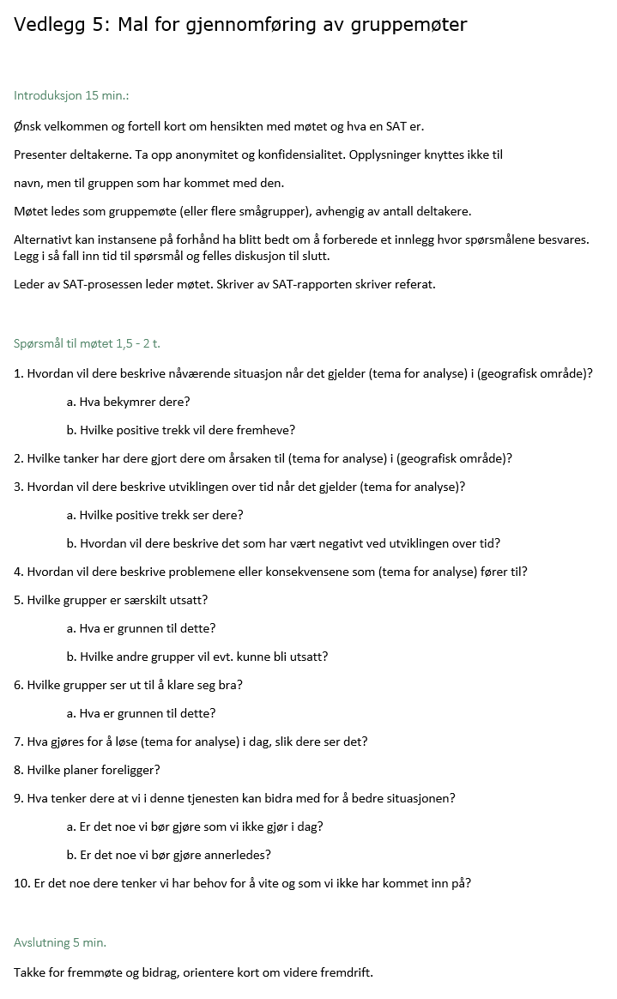 Vedlegg 5: Mal for gjennomføring av gruppemøter
Introduksjon 15 min.:
Ønsk velkommen og fortell kort om hensikten med møtet og hva en SAT er.
Presenter deltakerne. Ta opp anonymitet og konfidensialitet. Opplysninger knyttes ikke til
navn, men til gruppen som har kommet med den.
Møtet ledes som gruppemøte (eller flere smågrupper), avhengig av antall deltakere.
Alternativt kan instansene på forhånd ha blitt bedt om å forberede et innlegg hvor spørsmålene besvares.
Legg i så fall inn tid til spørsmål og felles diskusjon til slutt.
Leder av SAT-prosessen leder møtet. Skriver av SAT-rapporten skriver referat.
Spørsmål til møtet 1,5 - 2 t.
1. Hvordan vil dere beskrive nåværende situasjon når det gjelder (tema for analyse) i (geografisk område)?
a. Hva bekymrer dere?
b. Hvilke positive trekk vil dere fremheve?
2. Hvilke tanker har dere gjort dere om årsaken til (tema for analyse) i (geografisk område)?
3. Hvordan vil dere beskrive utviklingen over tid når det gjelder (tema for analyse)?
a. Hvilke positive trekk ser dere?
b. Hvordan vil dere beskrive det som har vært negativt ved utviklingen over tid?
4. Hvordan vil dere beskrive problemene eller konsekvensene som (tema for analyse) fører til?
5. Hvilke grupper er særskilt utsatt?
a. Hva er grunnen til dette?
b. Hvilke andre grupper vil evt. kunne bli utsatt?
6. Hvilke grupper ser ut til å klare seg bra?
a. Hva er grunnen til dette?
7. Hva gjøres for å løse (tema for analyse) i dag, slik dere ser det?
8. Hvilke planer foreligger?
9. Hva tenker dere at vi i denne tjenesten kan bidra med for å bedre situasjonen?
a. Er det noe vi bør gjøre som vi ikke gjør i dag?
b. Er det noe vi bør gjøre annerledes?
10. Er det noe dere tenker vi har behov for å vite og som vi ikke har kommet inn på?
Avslutning 5 min.
Takke for fremmøte og bidrag, orientere kort om videre fremdrift.